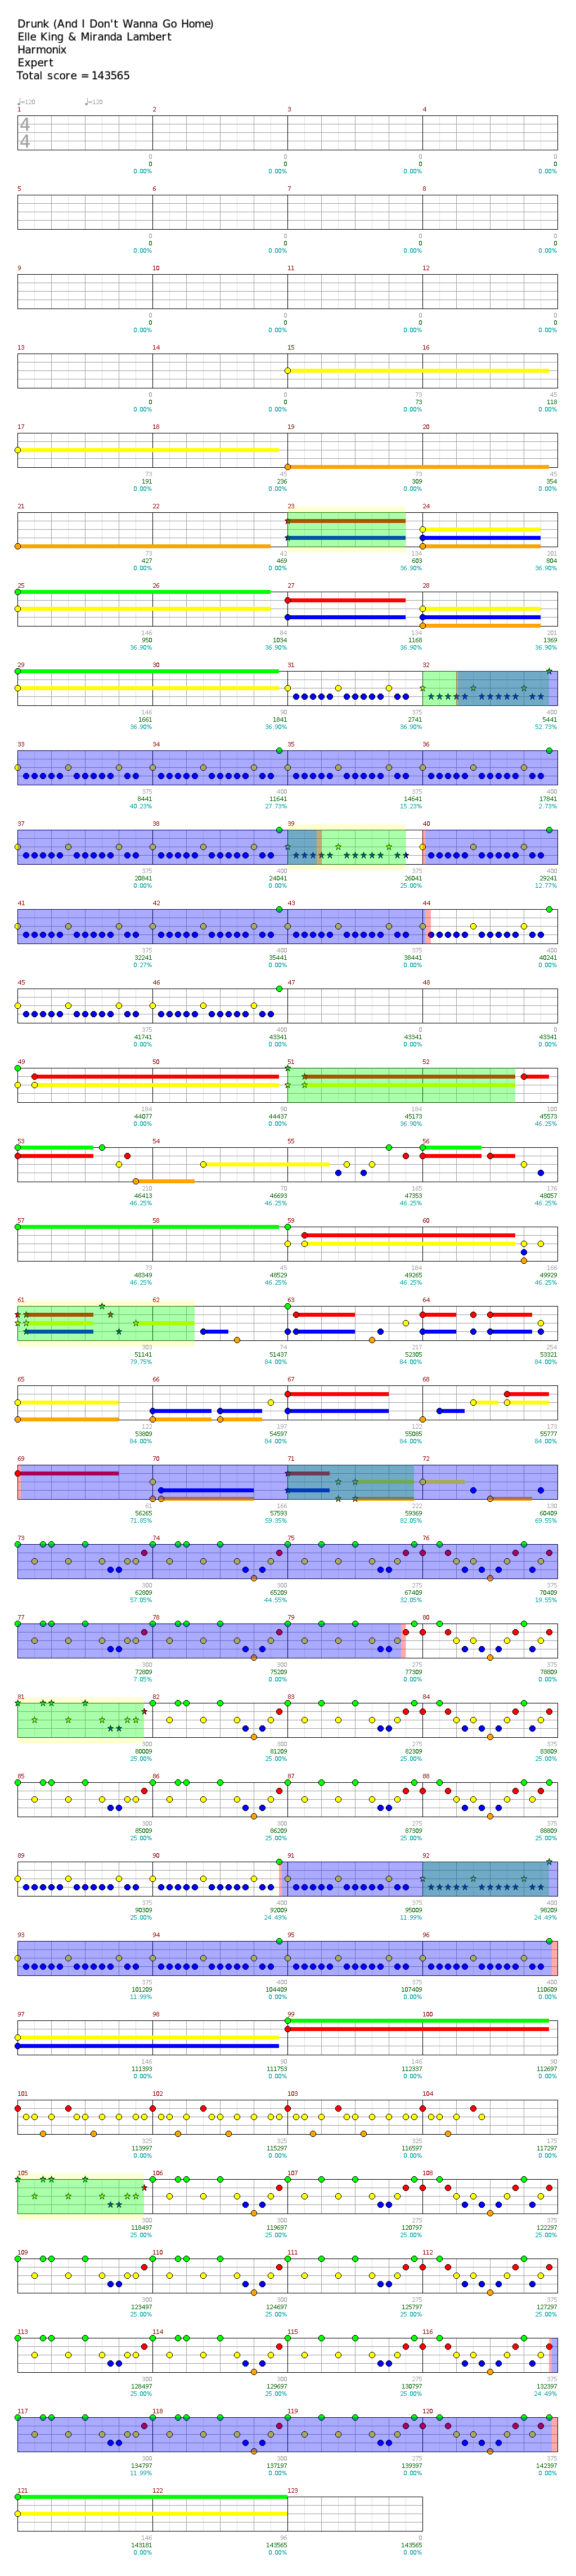 Drunk (And I Don't Wanna Go Home)
Elle King & Miranda Lambert
Harmonix
Expert
Total score = 143565
♩=120 ♩=120
1 2 3 4
4
4
0 0 0 0
0 0 0 0
0.00% 0.00% 0.00% 0.00%
5 6 7 8
0 0 0 0
0 0 0 0
0.00% 0.00% 0.00% 0.00%
9 10 11 12
0 0 0 0
0 0 0 0
0.00% 0.00% 0.00% 0.00%
13 14 15 16
0 0 73 45
0 0 73 118
0.00% 0.00% 0.00% 0.00%
17 18 19 20
73 45 73 45
191 236 309 354
0.00% 0.00% 0.00% 0.00%
21 22 23 24
73 42 134 201
427 469 603 804
0.00% 0.00% 36.90% 36.90%
25 26 27 28
146 84 134 201
950 1034 1168 1369
36.90% 36.90% 36.90% 36.90%
29 30 31 32
146 90 375 400
1661 1841 2741 5441
36.90% 36.90% 36.90% 52.73%
33 34 35 36
375 400 375 400
8441 11641 14641 17841
40.23% 27.73% 15.23% 2.73%
37 38 39 40
375 400 375 400
20841 24041 26041 29241
0.00% 0.00% 25.00% 12.77%
41 42 43 44
375 400 375 400
32241 35441 38441 40241
0.27% 0.00% 0.00% 0.00%
45 46 47 48
375 400 0 0
41741 43341 43341 43341
0.00% 0.00% 0.00% 0.00%
49 50 51 52
184 90 184 100
44077 44437 45173 45573
0.00% 0.00% 36.90% 46.25%
53 54 55 56
210 70 165 176
46413 46693 47353 48057
46.25% 46.25% 46.25% 46.25%
57 58 59 60
73 45 184 166
48349 48529 49265 49929
46.25% 46.25% 46.25% 46.25%
61 62 63 64
303 74 217 254
51141 51437 52305 53321
79.75% 84.00% 84.00% 84.00%
65 66 67 68
122 197 122 173
53809 54597 55085 55777
84.00% 84.00% 84.00% 84.00%
69 70 71 72
61 166 222 130
56265 57593 59369 60409
71.85% 59.35% 82.05% 69.55%
73 74 75 76
300 300 275 375
62809 65209 67409 70409
57.05% 44.55% 32.05% 19.55%
77 78 79 80
300 300 275 375
72809 75209 77309 78809
7.05% 0.00% 0.00% 0.00%
81 82 83 84
300 300 275 375
80009 81209 82309 83809
25.00% 25.00% 25.00% 25.00%
85 86 87 88
300 300 275 375
85009 86209 87309 88809
25.00% 25.00% 25.00% 25.00%
89 90 91 92
375 400 375 400
90309 92009 95009 98209
25.00% 24.49% 11.99% 24.49%
93 94 95 96
375 400 375 400
101209 104409 107409 110609
11.99% 0.00% 0.00% 0.00%
97 98 99 100
146 90 146 90
111393 111753 112337 112697
0.00% 0.00% 0.00% 0.00%
101 102 103 104
325 325 325 175
113997 115297 116597 117297
0.00% 0.00% 0.00% 0.00%
105 106 107 108
300 300 275 375
118497 119697 120797 122297
25.00% 25.00% 25.00% 25.00%
109 110 111 112
300 300 275 375
123497 124697 125797 127297
25.00% 25.00% 25.00% 25.00%
113 114 115 116
300 300 275 375
128497 129697 130797 132397
25.00% 25.00% 25.00% 24.49%
117 118 119 120
300 300 275 375
134797 137197 139397 142397
11.99% 0.00% 0.00% 0.00%
121 122 123
146 96 0
143181 143565 143565
0.00% 0.00% 0.00%